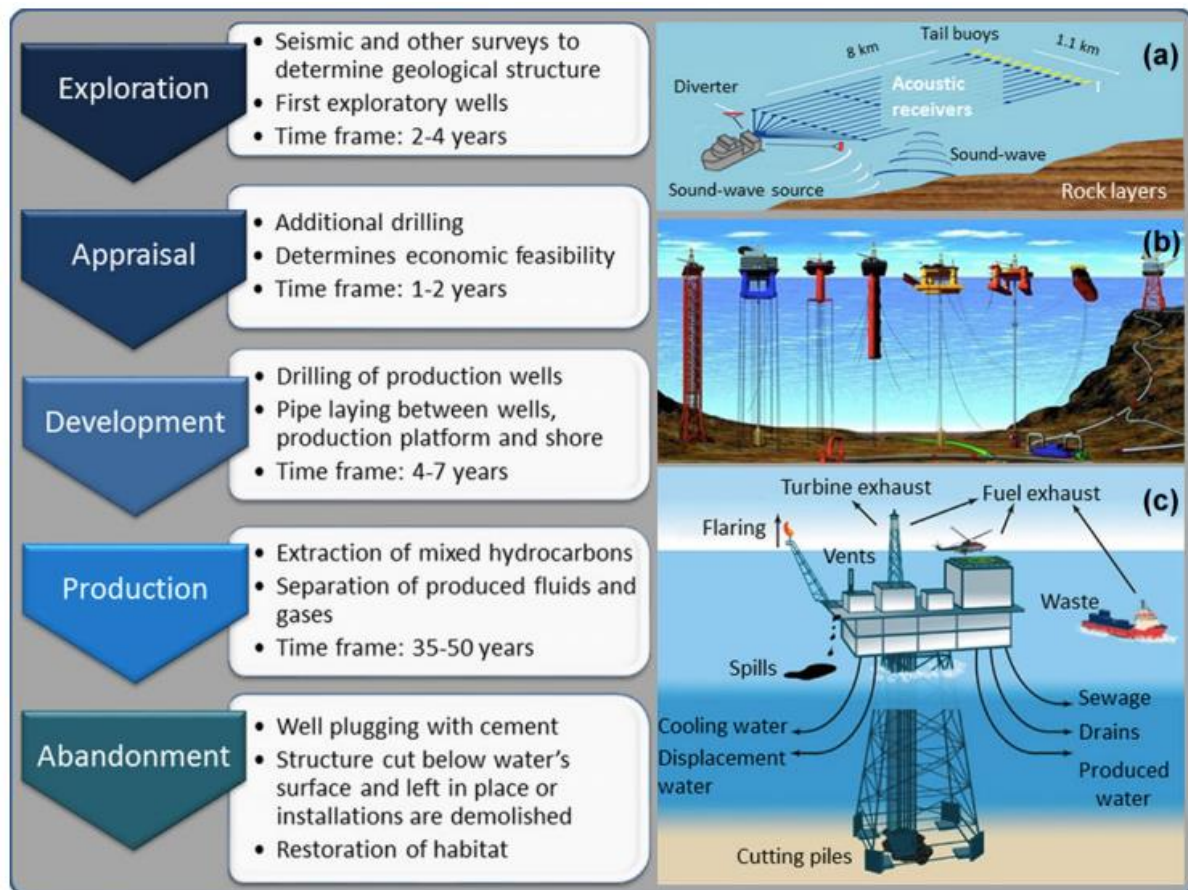 Exploration
• Seismic and other surveys to
determine geological structure
• First exploratory wells
• Time frame: 2-4 years
Appraisal
• Additional drilling
• Determines economic feasibility
• Time frame: 1-2 years
Development
• Drilling of production wells
• Pipe laying between wells,
production platform and shore
• Time frame: 4-7 years
Production
• Extraction of mixed hydrocarbons
• Separation of produced fluids and
gases
• Time frame: 35-50 years
Abandonment
• Well plugging with cement
• Structure cut below water's
surface and left in place or
installations are demolished
• Restoration of habitat
(a)
Tail buoys
8 km
1.1 km
Diverter
Acoustic
receivers
Sound-wave
Sound-wave source
Rock layers
(b)
(c)
Turbine exhaust
Fuel exhaust
Flaring
Vents
Waste
Spills
Sewage
Cooling water
Drains
Displacement
water
Produced
water
Cutting piles